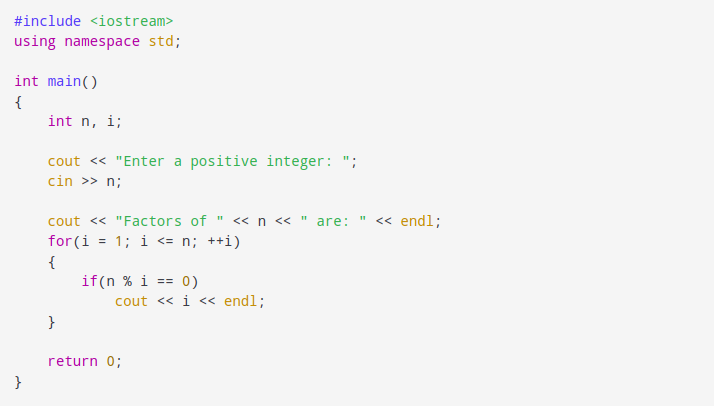 #include <iostream>
using namespace std;

int main()
{
    int n, i;

    cout << "Enter a positive integer: ";
    cin >> n;

    cout << "Factors of " << n << " are: " << endl;
    for(i = 1; i <= n; ++i)
    {
        if(n % i == 0)
            cout << i << endl;
    }

    return 0;
}